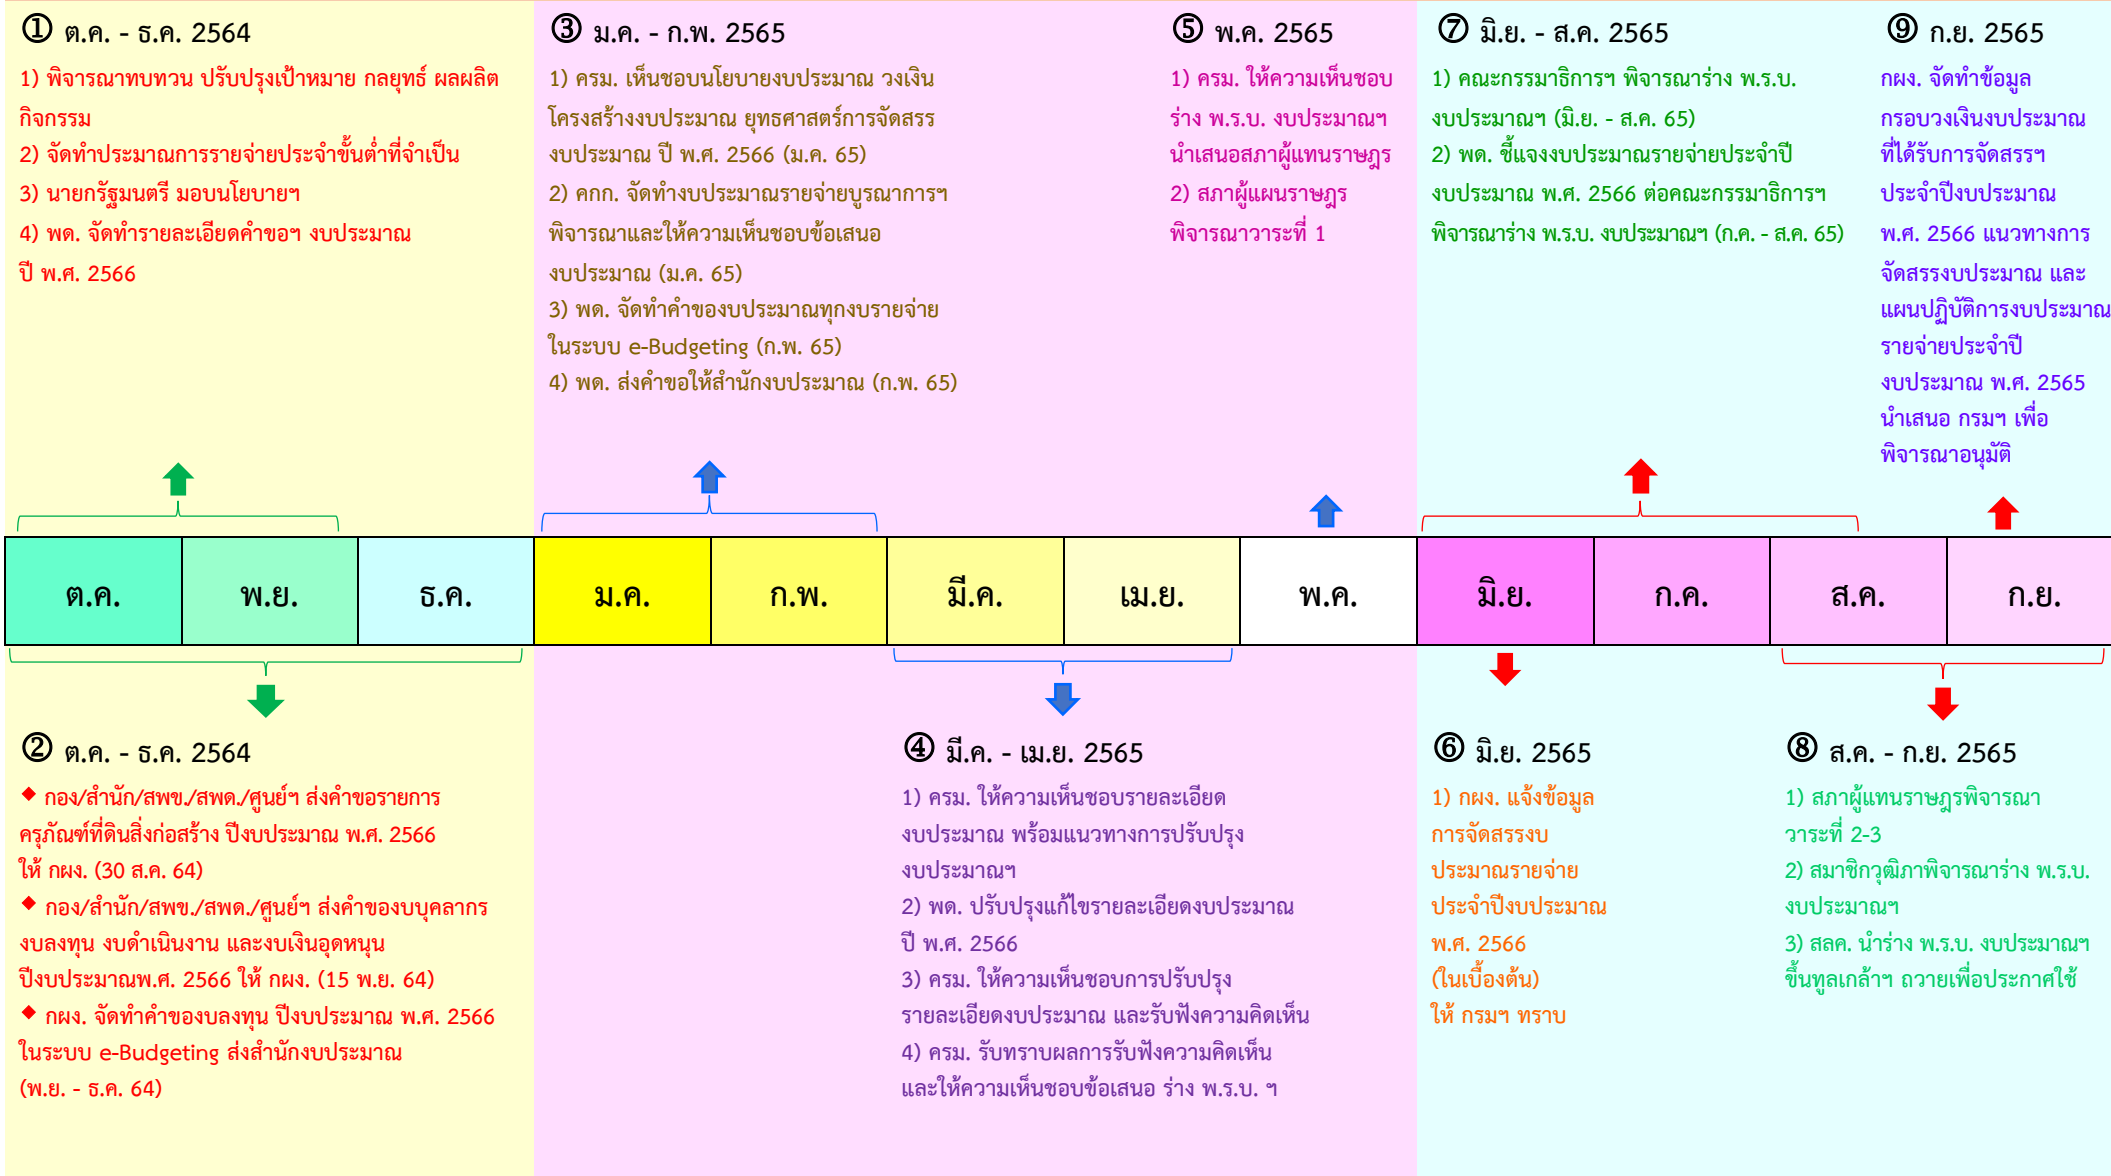 ① ต.ค. - ธ.ค. 2564
1) พิจารณาทบทวน ปรับปรุงเป้าหมาย กลยุทธ์ ผลผลิต
กิจกรรม
2) จัดทำประมาณการรายจ่ายประจำขั้นต่ำที่จำเป็น
3) นายกรัฐมนตรี มอบนโยบายฯ
4) พด. จัดทำรายละเอียดคำขอฯ งบประมาณ
ปี พ.ศ. 2566
③ ม.ค. - ก.พ. 2565
1) ครม. เห็นชอบนโยบายงบประมาณ วงเงิน
โครงสร้างงบประมาณ ยุทธศาสตร์การจัดสรร
งบประมาณ ปี พ.ศ. 2566 (ม.ค. 65)
2) คกก. จัดทำงบประมาณรายจ่ายบูรณาการฯ
พิจารณาและให้ความเห็นชอบข้อเสนอ
งบประมาณ (ม.ค. 65)
3) พด. จัดทำคำของบประมาณทุกงบรายจ่าย
ในระบบ e-Budgeting (ก.พ. 65)
4) พด. ส่งคำขอให้สำนักงบประมาณ (ก.พ. 65)
⑤ พ.ค. 2565
1) ครม. ให้ความเห็นชอบ
ร่าง พ.ร.บ. งบประมาณฯ
นำเสนอสภาผู้แทนราษฎร
2) สภาผู้แผนราษฎร
พิจารณาวาระที่ 1
⑦ มิ.ย. - ส.ค. 2565
1) คณะกรรมาธิการฯ พิจารณาร่าง พ.ร.บ.
งบประมาณฯ (มิ.ย. - ส.ค. 65)
2) พด. ชี้แจงงบประมาณรายจ่ายประจำปี
งบประมาณ พ.ศ. 2566 ต่อคณะกรรมาธิการฯ
พิจารณาร่าง พ.ร.บ. งบประมาณฯ (ก.ค. - ส.ค. 65)
⑨ ก.ย. 2565
กผง. จัดทำข้อมูล
กรอบวงเงินงบประมาณ
ที่ได้รับการจัดสรรฯ
ประจำปีงบประมาณ
พ.ศ. 2566 แนวทางการ
จัดสรรงบประมาณ และ
แผนปฏิบัติการงบประมาณ
รายจ่ายประจำปี
งบประมาณ พ.ศ. 2565
นำเสนอ กรมฯ เพื่อ
พิจารณาอนุมัติ
ต.ค. พ.ย. ธ.ค. ม.ค. ก.พ. มี.ค. เม.ย. พ.ค. มิ.ย. ก.ค. ส.ค. ก.ย.
② ต.ค. - ธ.ค. 2564
◆ กอง/สำนัก/สพข./สพด./ศูนย์ฯ ส่งคำขอรายการ
ครุภัณฑ์ที่ดินสิ่งก่อสร้าง ปีงบประมาณ พ.ศ. 2566
ให้ กผง. (30 ส.ค. 64)
◆ กอง/สำนัก/สพข./สพด./ศูนย์ฯ ส่งคำของบบุคลากร
งบลงทุน งบดำเนินงาน และงบเงินอุดหนุน
ปีงบประมาณพ.ศ. 2566 ให้ กผง. (15 พ.ย. 64)
◆ กผง. จัดทำคำของบลงทุน ปีงบประมาณ พ.ศ. 2566
ในระบบ e-Budgeting ส่งสำนักงบประมาณ
(พ.ย. - ธ.ค. 64)
④ มี.ค. - เม.ย. 2565
1) ครม. ให้ความเห็นชอบรายละเอียด
งบประมาณ พร้อมแนวทางการปรับปรุง
งบประมาณฯ
2) พด. ปรับปรุงแก้ไขรายละเอียดงบประมาณ
ปี พ.ศ. 2566
3) ครม. ให้ความเห็นชอบการปรับปรุง
รายละเอียดงบประมาณ และรับฟังความคิดเห็น
4) ครม. รับทราบผลการรับฟังความคิดเห็น
และให้ความเห็นชอบข้อเสนอ ร่าง พ.ร.บ. ฯ
⑥ มิ.ย. 2565
1) กผง. แจ้งข้อมูล
การจัดสรรงบ
ประมาณรายจ่าย
ประจำปีงบประมาณ
พ.ศ. 2566
(ในเบื้องต้น)
ให้ กรมฯ ทราบ
⑧ ส.ค. - ก.ย. 2565
1) สภาผู้แทนราษฎรพิจารณา
วาระที่ 2-3
2) สมาชิกวุฒิภาพิจารณาร่าง พ.ร.บ.
งบประมาณฯ
3) สลค. นำร่าง พ.ร.บ. งบประมาณฯ
ขึ้นทูลเกล้าฯ ถวายเพื่อประกาศใช้